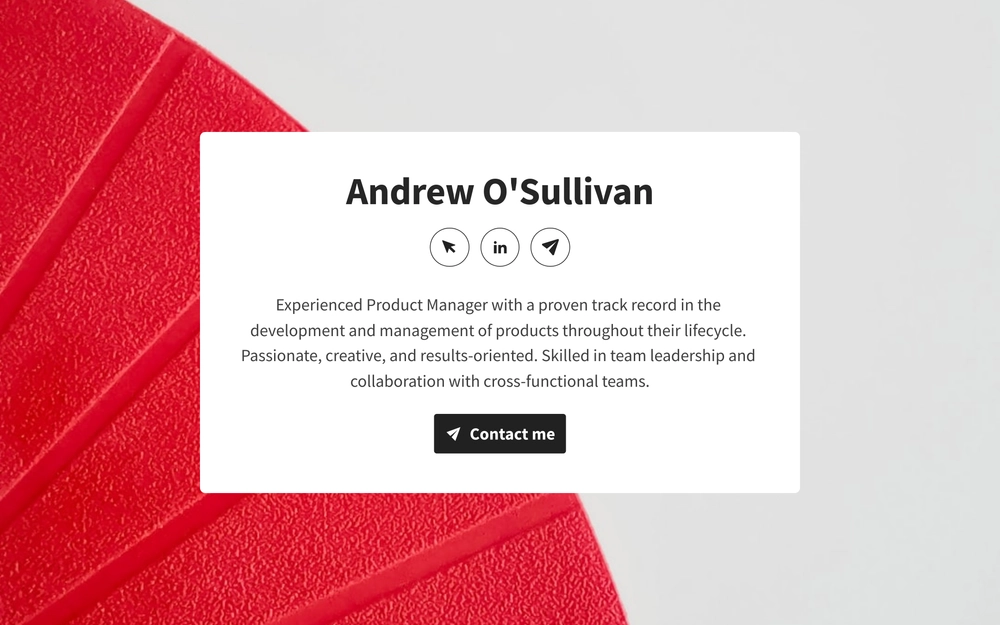 Andrew O'Sullivan
in
Experienced Product Manager with a proven track record in the
development and management of products throughout their lifecycle.
Passionate, creative, and results-oriented. Skilled in team leadership and
collaboration with cross-functional teams.
Contact me